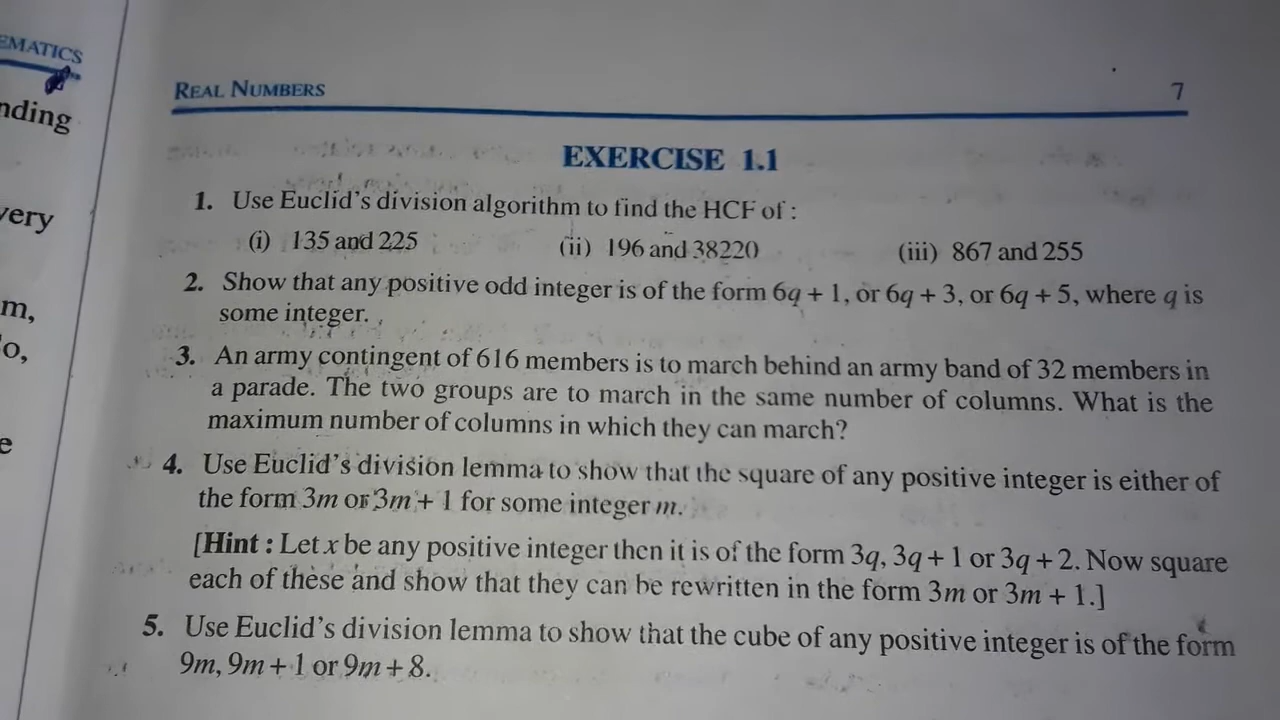 EMATICS
nding
very
m,
o,
e
REAL NUMBERS 7
EXERCISE 1.1
1. Use Euclid's division algorithm to find the HCF of :
(i) 135 and 225 (ii) 196 and 38220 (iii) 867 and 255
2. Show that any positive odd integer is of the form 6q + 1, or 6q + 3, or 6q + 5, where q is
some integer.
3. An army contingent of 616 members is to march behind an army band of 32 members in
a parade. The two groups are to march in the same number of columns. What is the
maximum number of columns in which they can march?
4. Use Euclid's division lemma to show that the square of any positive integer is either of
the form 3m or 3m + 1 for some integer m.
[Hint : Let x be any positive integer then it is of the form 3q, 3q + 1 or 3q + 2. Now square
each of these and show that they can be rewritten in the form 3m or 3m + 1.]
5. Use Euclid's division lemma to show that the cube of any positive integer is of the form
9m, 9m + 1 or 9m + 8.